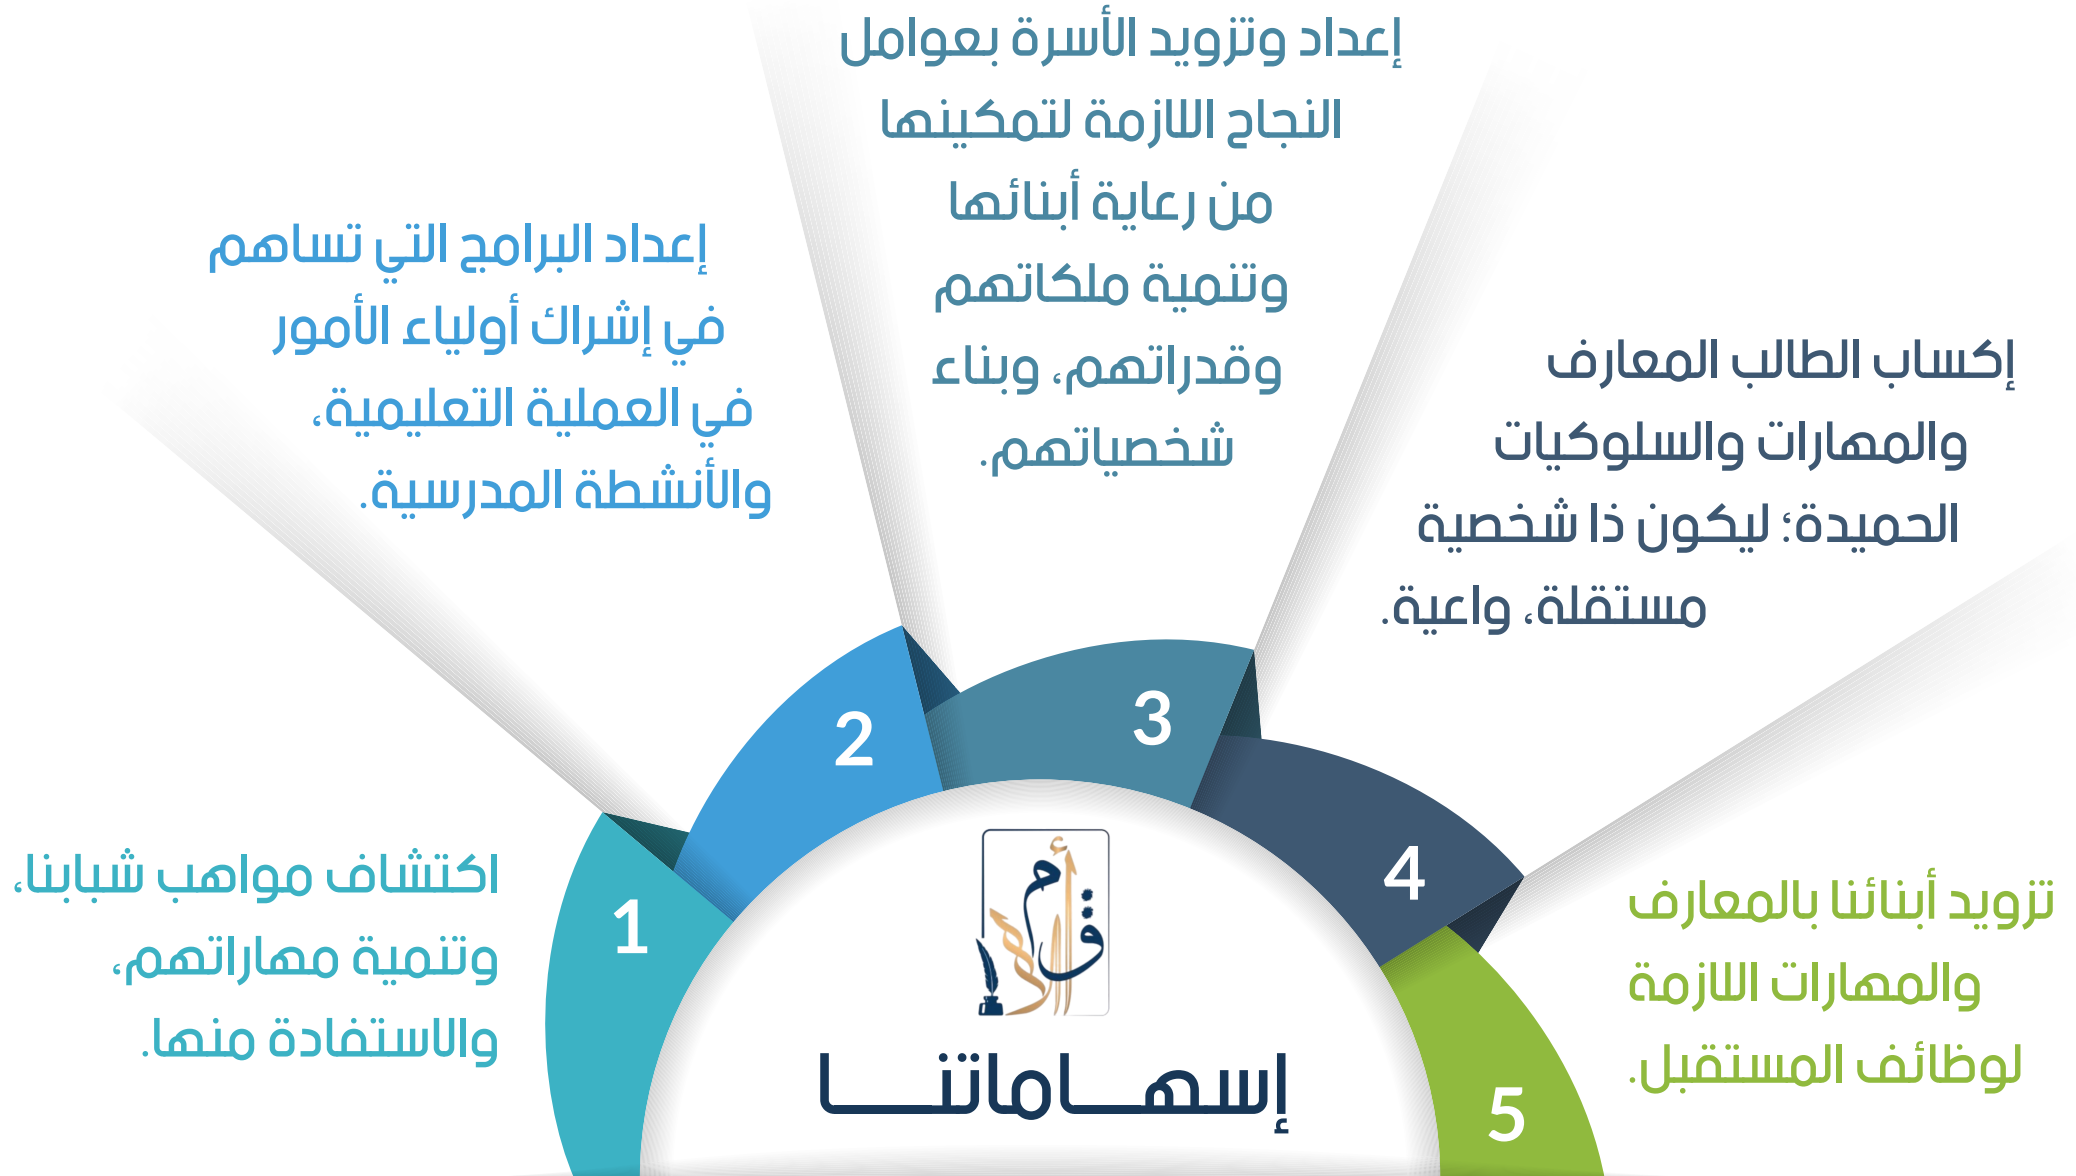 إسهاماتنا
1
اكتشاف مواهب شبابنا،
وتنمية مهاراتهم،
والاستفادة منها.
2
إعداد البرامج التي تساهم
في إشراك أولياء الأمور
في العملية التعليمية،
والأنشطة المدرسية.
3
إعداد وتزويد الأسرة بعوامل
النجاح اللازمة لتمكينها
من رعاية أبنائها
وتنمية ملكاتهم
وقدراتهم، وبناء
شخصياتهم.
4
إكساب الطالب المعارف
والمهارات والسلوكيات
الحميدة؛ ليكون ذا شخصية
مستقلة، واعية.
5
تزويد أبنائنا بالمعارف
والمهارات اللازمة
لوظائف المستقبل.